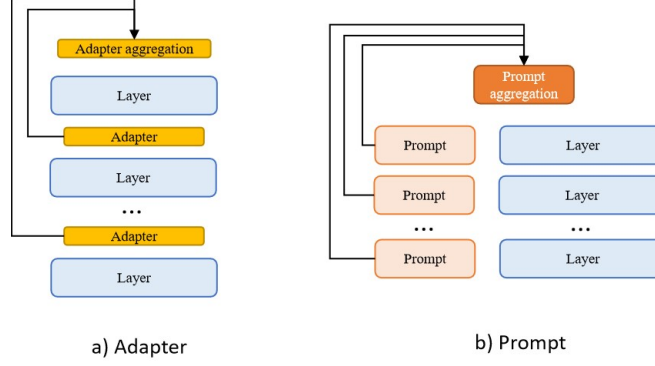 Adapter aggregation
Layer
Adapter
Layer
...
Adapter
Layer
a) Adapter
Prompt
aggregation
Prompt
Layer
Prompt
Layer
...
...
Prompt
Layer
b) Prompt